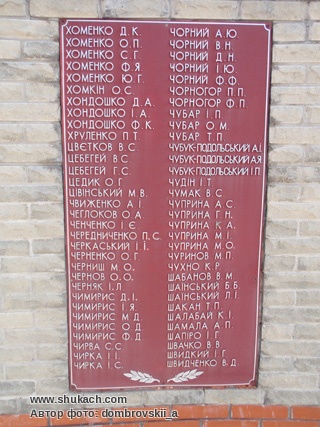 ХОМЕНКО Д.К.
ХОМЕНКО О.П.
ХОМЕНКО С.Г.
ХОМЕНКО Ф.Я.
ХОМЕНКО Ю.Г.
ХОМКІН О.С.
ХОНДОШКО Д.А.
ХОНДОШКО І.А.
ХОНДОШКО Ф.К.
ХРУЛЕНКО П.Т.
ЦВЄТКОВ В.С.
ЦЕБЕГЕЙ В.С.
ЦЕБЕГЕЙ Г.С.
ЦЕДИК О.Г.
ЦІВІНСЬКИЙ М.В.
ЧВИЖЕНКО А.І.
ЧЕГЛОКОВ О.А.
ЧЕНЧЕНКО І.Є.
ЧЕРЕДНИЧЕНКО П.С.
ЧЕРКАСЬКИЙ І.І.
ЧЕРНЕНКО О.Г.
ЧЕРНИШ М.О.
ЧЕРНОВ О.О.
ЧЕРНЯК І.Л.
ЧИМИРИС Д.І.
ЧИМИРИС І.Я.
ЧИМИРИС М.Д.
ЧИМИРИС О.Д.
ЧИМИРИС Ф.Д.
ЧИРВА С.С.
ЧИРКА І.І.
ЧИРКА І.С.
ЧОРНИЙ А.Ю.
ЧОРНИЙ В.Н.
ЧОРНИЙ Д.Н.
ЧОРНИЙ І.Ю.
ЧОРНИЙ Ф.Ф.
ЧОРНОГОР П.П.
ЧОРНОГОР Ф.П.
ЧУБАР І.П.
ЧУБАР О.М.
ЧУБАР Т.П.
ЧУБУК-ПОДОЛЬСЬКИЙ А.І.
ЧУБУК-ПОДОЛЬСЬКИЙ А.Я.
ЧУБУК-ПОДОЛЬСЬКИЙ І.П.
ЧУДІН І.Т.
ЧУМАК В.С.
ЧУПРИНА А.С.
ЧУПРИНА Г.Н.
ЧУПРИНА К.А.
ЧУПРИНА М.І.
ЧУПРИНА М.О.
ЧУРИНОВ М.П.
ЧУХНО К.Р.
ШАБАНОВ В.М.
ШАЇНСЬКИЙ Б.Б.
ШАЇНСЬКИЙ Л.І.
ШАКАН Т.П.
ШАЛАБАЙ К.І.
ШАМАЛА А.П.
ШАПІРО І.Г.
ШВАЧКО В.В.
ШВИДКИЙ І.Г.
ШВИДЧЕНКО В.Д.
www.shukach.com
Автор фото: dombrovskii_a